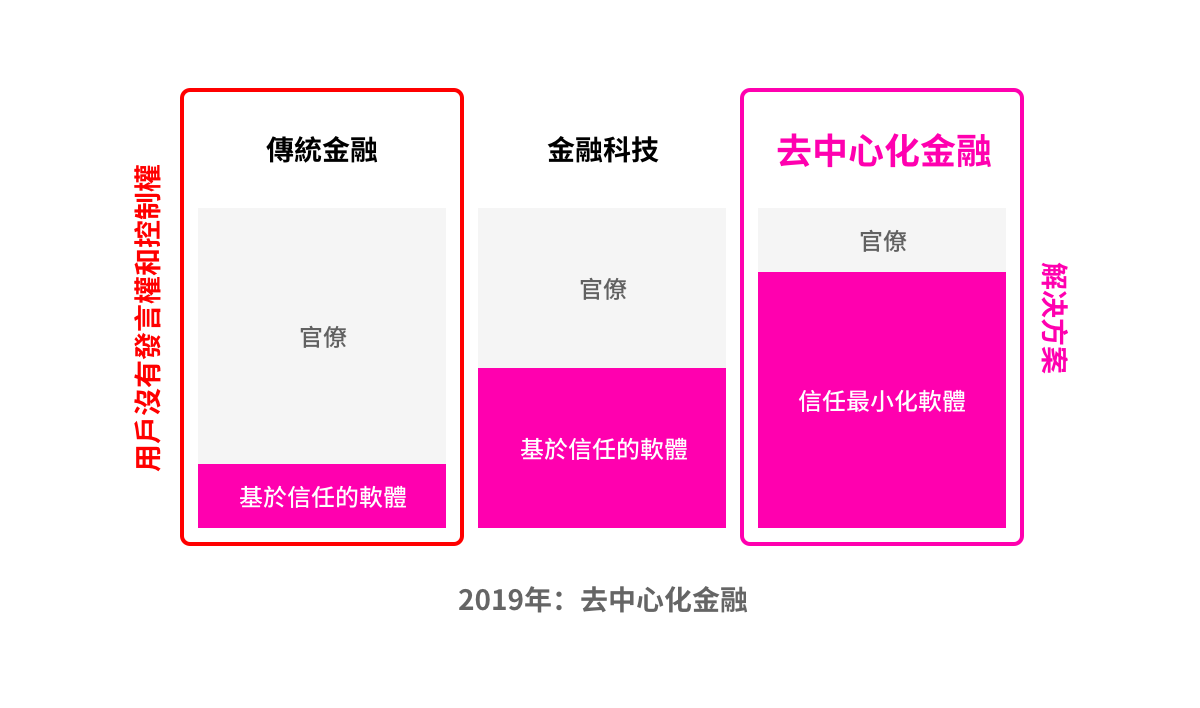 用戶沒有發言權和控制權
傳統金融
官僚
基於信任的軟體
金融科技
官僚
基於信任的軟體
去中心化金融
官僚
信任最小化軟體
解決方案
2019年：去中心化金融